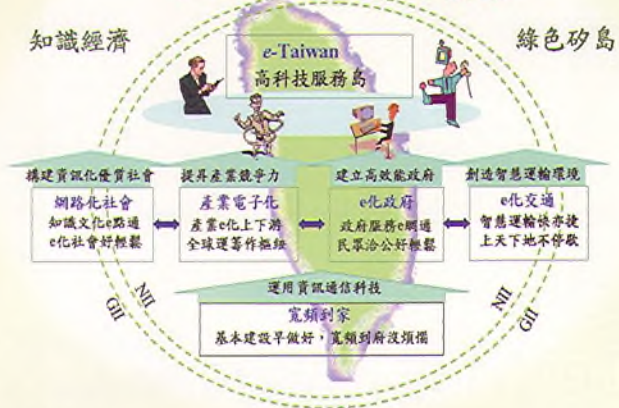 知識經濟
綠色矽島
e-Taiwan
高科技服務島
構建資訊化優質社會
提昇產業競爭力
建立高效能政府
創造智慧運輸環境
網路化社會
知識文化e點通
e化社會好輕鬆
產業電子化
產業e化上下游
全球運籌作樞紐
e化政府
政府服務e網通
民眾洽公好輕鬆
e化交通
智慧運輸快亦捷
上天下地不停歇
運用資訊通信科技
寬頻到家
基本建設早做好,寬頻到府沒煩惱
NII
GII
NII
GII